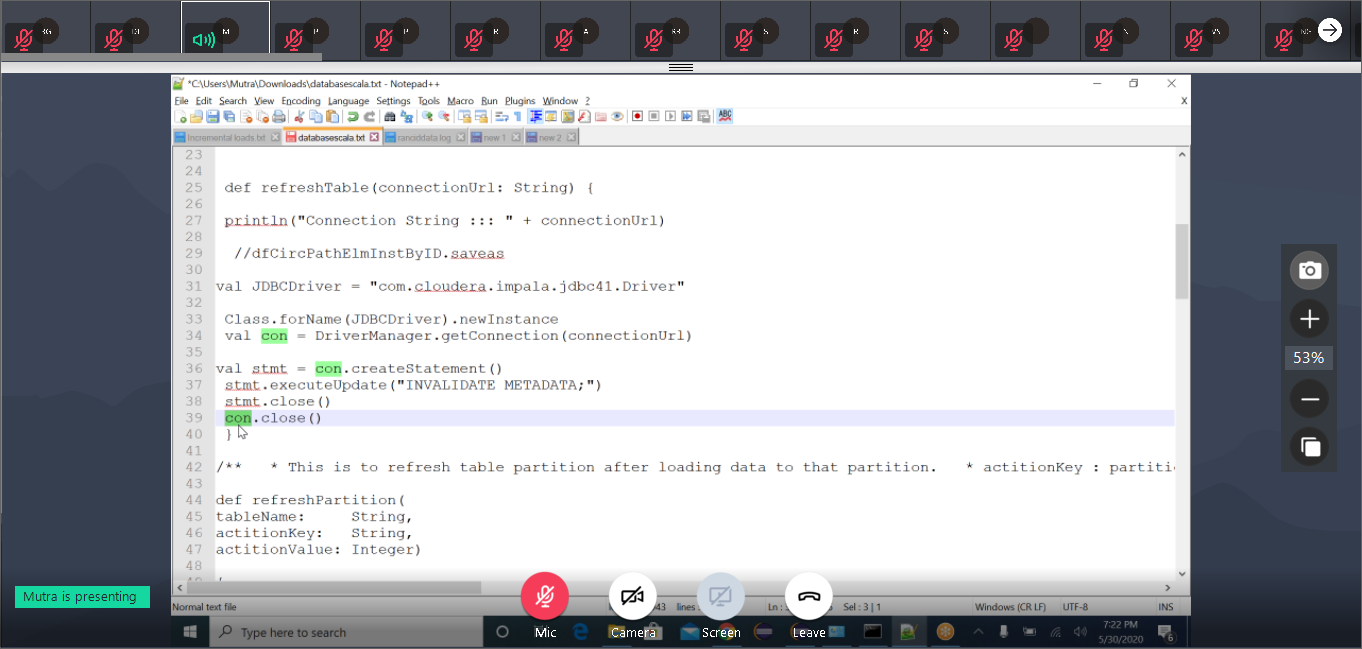 RG
M
P
P
R
A
RR
S
R
S
VS
*C:\Users\Mutra\Downloads\databasescala.txt - Notepad++
File Edit Search View Encoding Language Settings Tools Macro Run Plugins Window ? X
Incremental loads.txt databasescala.txt ranciddata.log new 1 new 2
23
24
25 def refreshTable(connectionUrl: String) {
26
27 println("Connection String ::: " + connectionUrl)
28
29 //dfCircPathElmInstByID.saveas
30
31 val JDBCDriver = "com.cloudera.impala.jdbc41.Driver"
32
33 Class.forName(JDBCDriver).newInstance
34 val con = DriverManager.getConnection(connectionUrl)
35
36 val stmt = con.createStatement()
37 stmt.executeUpdate("INVALIDATE METADATA;")
38 stmt.close()
39 con.close()
40 }
41
42 /** * This is to refresh table partition after loading data to that partition. * actitionKey : partiti
43
44 def refreshPartition(
45 tableName: String,
46 actitionKey: String,
47 actitionValue: Integer)
48
53%
Mutra is presenting
Normal text file lines Ln : Sel : 3 | 1 Windows (CR LF) UTF-8 INS
Type here to search
Mic Camera Screen Leave
7:22 PM
5/30/2020
6